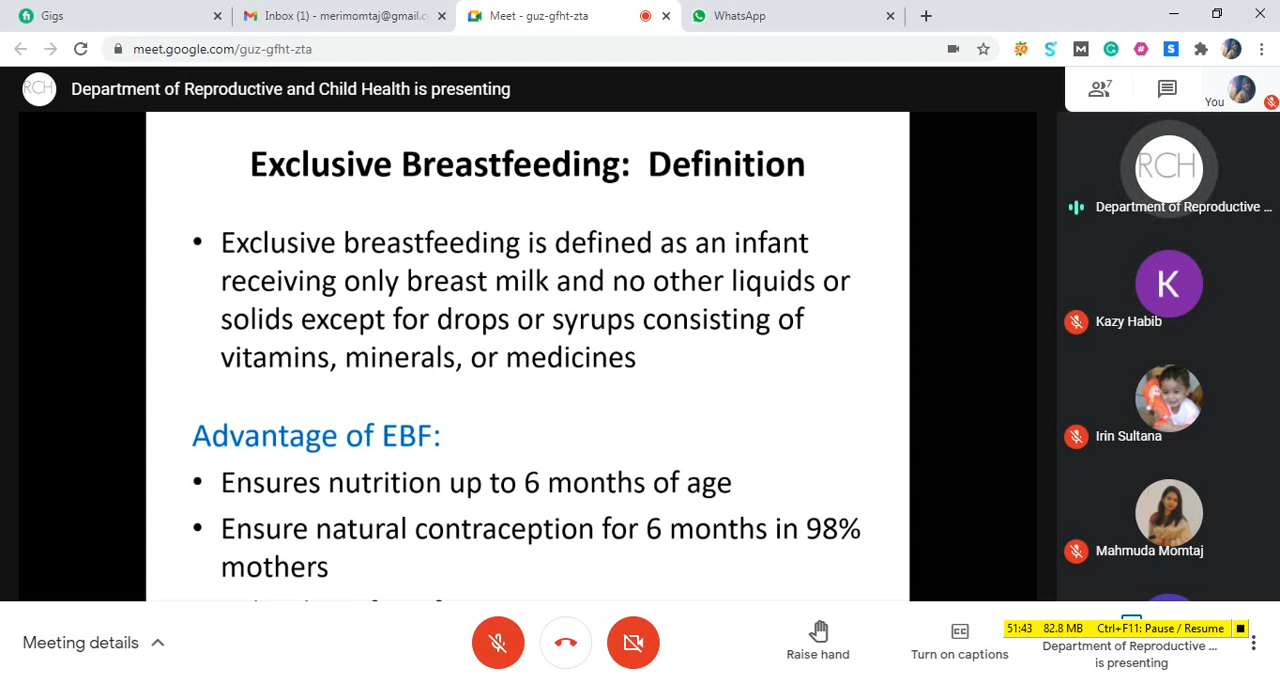 Gigs
Inbox (1) - merimomtaj@gmail.c
Meet - guz-gfht-zta
WhatsApp
meet.google.com/guz-gfht-zta
RCH
Department of Reproductive and Child Health is presenting
7
You
Exclusive Breastfeeding: Definition
• Exclusive breastfeeding is defined as an infant
receiving only breast milk and no other liquids or
solids except for drops or syrups consisting of
vitamins, minerals, or medicines
Advantage of EBF:
• Ensures nutrition up to 6 months of age
• Ensure natural contraception for 6 months in 98%
mothers
RCH
Department of Reproductive ...
K
Kazy Habib
Irin Sultana
Mahmuda Momtaj
Meeting details
Raise hand
Turn on captions
51:43 82.8 MB Ctrl+F11: Pause / Resume
Department of Reproductive ...
is presenting